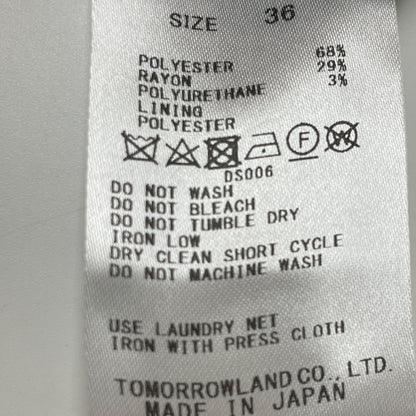 SIZE 36
POLYESTER 68%
RAYON 29%
POLYURETHANE 3%
LINING
POLYESTER
F W
DS006
DO NOT WASH
DO NOT BLEACH
DO NOT TUMBLE DRY
IRON LOW
DRY CLEAN SHORT CYCLE
DO NOT MACHINE WASH
USE LAUNDRY NET
IRON WITH PRESS CLOTH
TOMORROWLAND CO., LTD.
MADE IN JAPAN